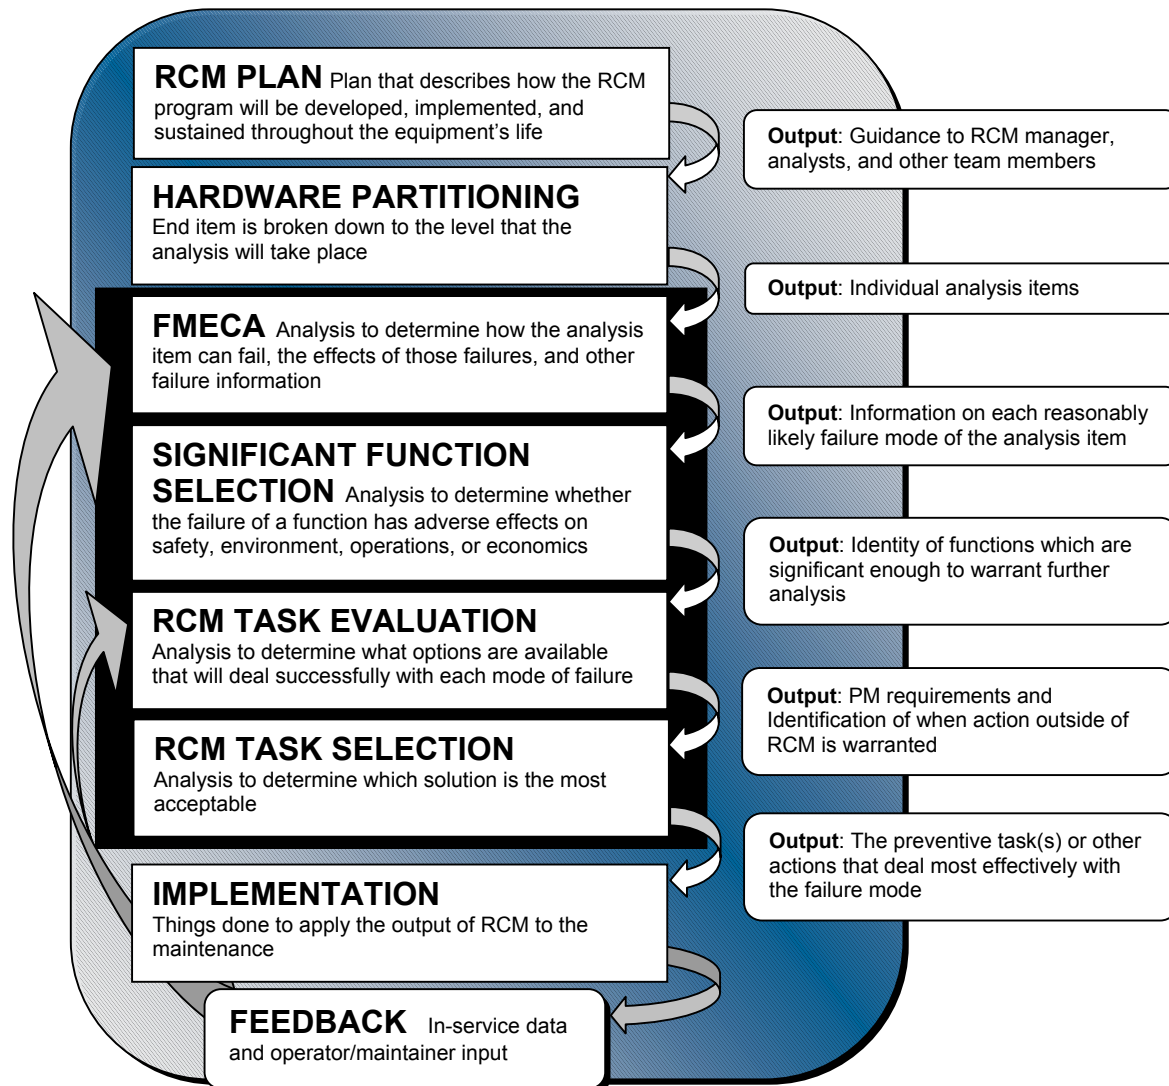 RCM PLAN Plan that describes how the RCM
program will be developed, implemented, and
sustained throughout the equipment's life
Output: Guidance to RCM manager,
analysts, and other team members
HARDWARE PARTITIONING
End item is broken down to the level that the
analysis will take place
Output: Individual analysis items
FMECA Analysis to determine how the analysis
item can fail, the effects of those failures, and other
failure information
Output: Information on each reasonably
likely failure mode of the analysis item
SIGNIFICANT FUNCTION
SELECTION Analysis to determine whether
the failure of a function has adverse effects on
safety, environment, operations, or economics
Output: Identity of functions which are
significant enough to warrant further
analysis
RCM TASK EVALUATION
Analysis to determine what options are available
that will deal successfully with each mode of failure
Output: PM requirements and
Identification of when action outside of
RCM is warranted
RCM TASK SELECTION
Analysis to determine which solution is the most
acceptable
Output: The preventive task(s) or other
actions that deal most effectively with
the failure mode
IMPLEMENTATION
Things done to apply the output of RCM to the
maintenance
FEEDBACK In-service data
and operator/maintainer input